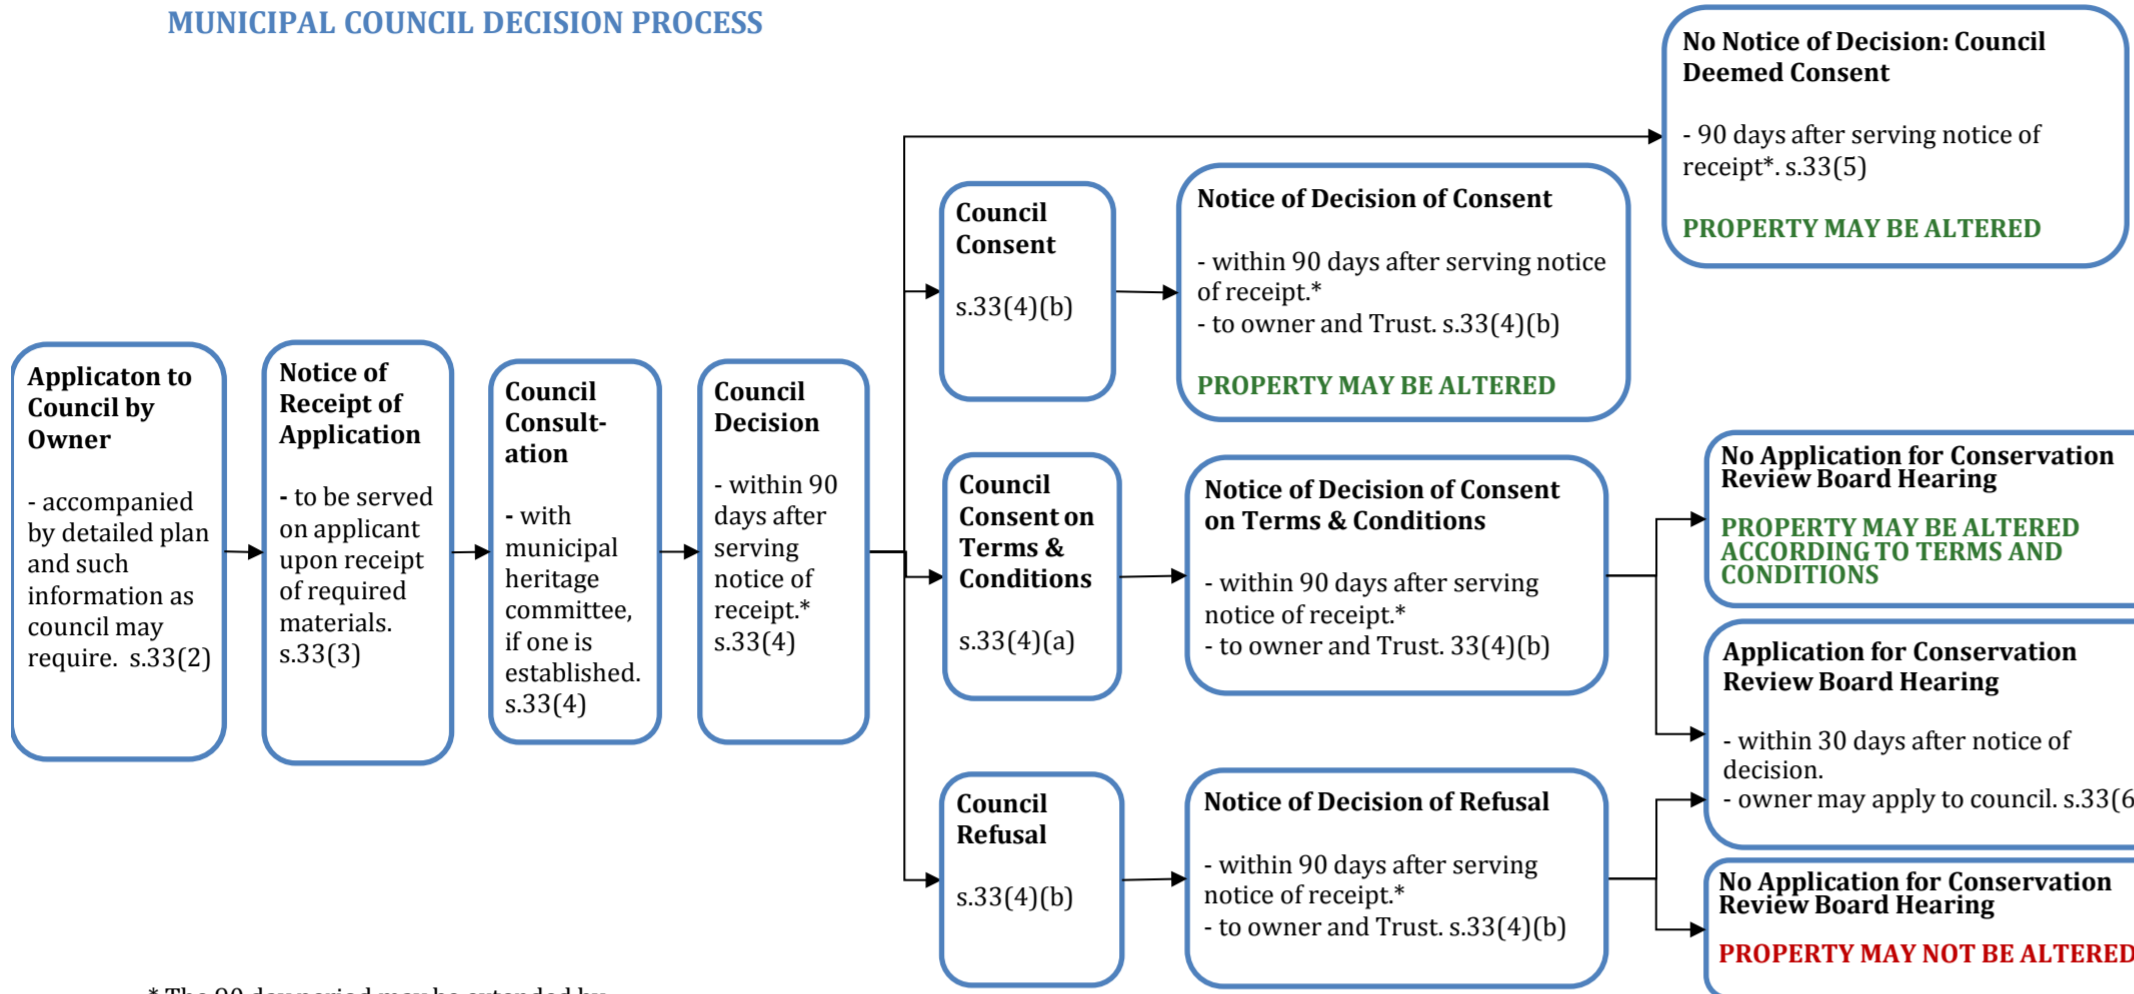 MUNICIPAL COUNCIL DECISION PROCESS
No Notice of Decision: Council
Deemed Consent
- 90 days after serving notice of
receipt*. s.33(5)
PROPERTY MAY BE ALTERED
Council
Consent
s.33(4)(b)
Notice of Decision of Consent
- within 90 days after serving notice
of receipt.*
- to owner and Trust. s.33(4)(b)
PROPERTY MAY BE ALTERED
Applicaton to
Council by
Owner
- accompanied
by detailed plan
and such
information as
council may
require. s.33(2)
Notice of
Receipt of
Application
- to be served
on applicant
upon receipt
of required
materials.
s.33(3)
Council
Consult-
ation
- with
municipal
heritage
committee,
if one is
established.
s.33(4)
Council
Decision
- within 90
days after
serving
notice of
receipt.*
s.33(4)
Council
Consent on
Terms &
Conditions
s.33(4)(a)
Notice of Decision of Consent
on Terms & Conditions
- within 90 days after serving
notice of receipt.*
- to owner and Trust. 33(4)(b)
No Application for Conservation
Review Board Hearing
PROPERTY MAY BE ALTERED
ACCORDING TO TERMS AND
CONDITIONS
Application for Conservation
Review Board Hearing
- within 30 days after notice of
decision.
- owner may apply to council. s.33(6
Council
Refusal
s.33(4)(b)
Notice of Decision of Refusal
- within 90 days after serving
notice of receipt.*
- to owner and Trust. s.33(4)(b)
No Application for Conservation
Review Board Hearing
PROPERTY MAY NOT BE ALTERED
* The 90 day period may be extended by